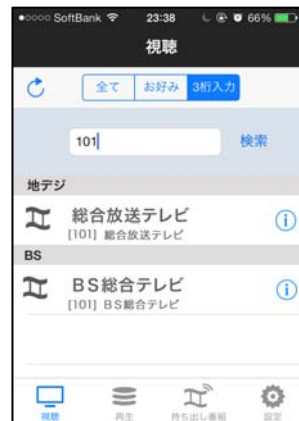 ●○○○○ SoftBank 23:38 66%
視聴
全て お好み 3桁入力
101 検索
地デジ
総合放送テレビ
[101] 総合放送テレビ
BS
BS総合テレビ
[101] BS総合テレビ
視聴 再生 持ち出し番組 設定